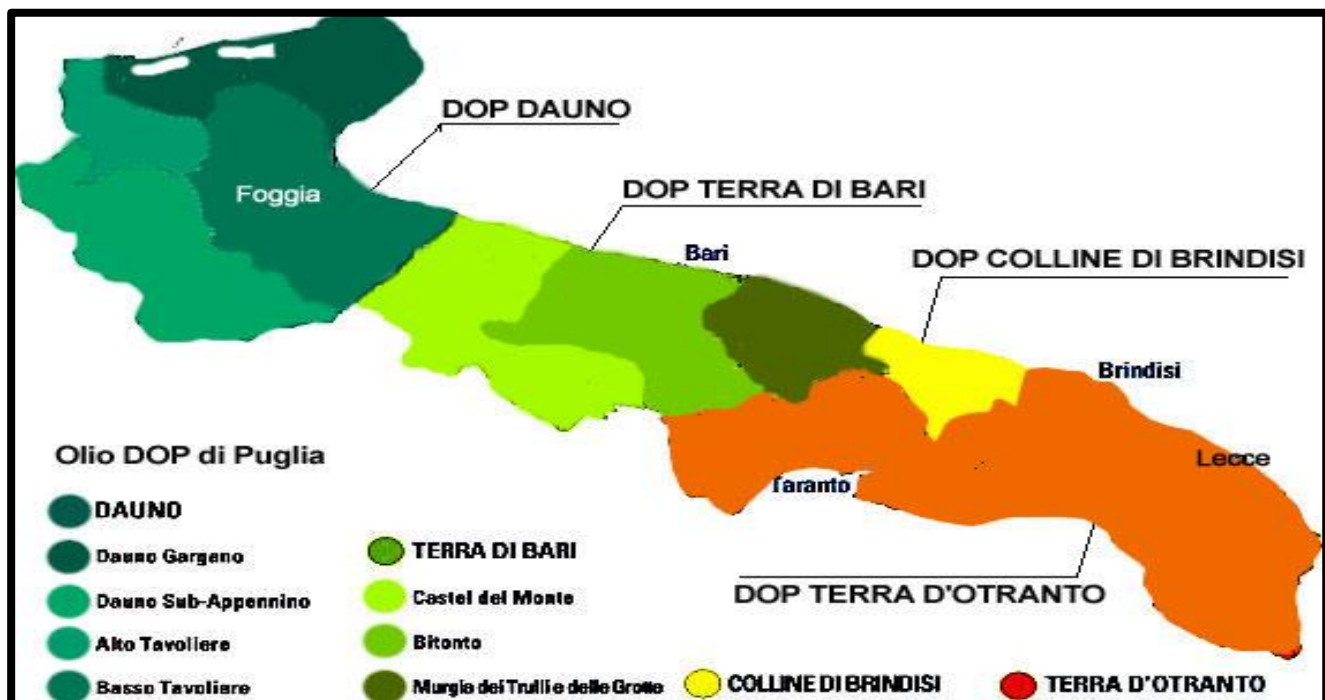 DOP DAUNO
Foggia
DOP TERRA DI BARI
Bari
DOP COLLINE DI BRINDISI
Brindisi
Lecce
Taranto
DOP TERRA D'OTRANTO
Olio DOP di Puglia
DAUNO
Dauno Gargano
Dauno Sub-Appennino
Alto Tavoliere
Basso Tavoliere
TERRA DI BARI
Castel del Monte
Bitonto
Murgia dei Trulli e delle Grotte
COLLINE DI BRINDISI
TERRA D'OTRANTO